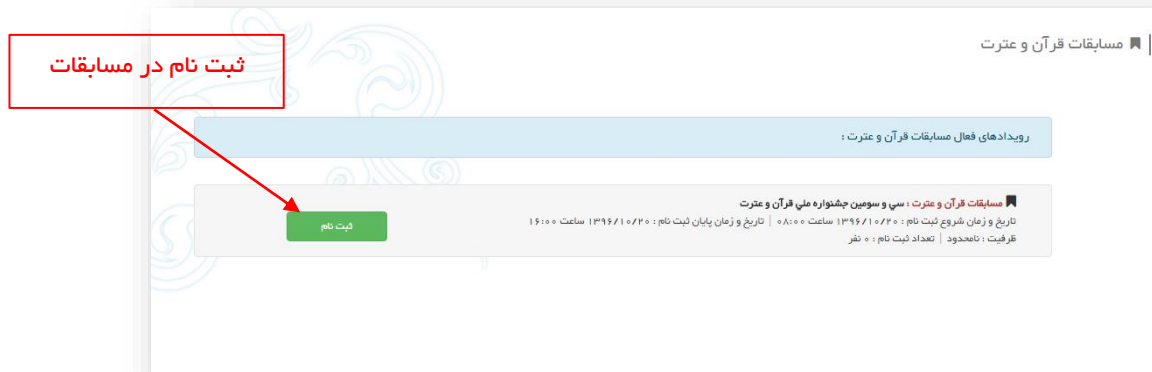 مسابقات قرآن و عترت
ثبت نام در مسابقات
رویدادهای فعال مسابقات قرآن و عترت :
مسابقات قرآن و عترت : سي و سومين جشنواره ملي قرآن و عترت
تاریخ و زمان شروع ثبت نام : ۱۳۹۶/۱۰/۲۰ ساعت ۰۸:۰۰ | تاریخ و زمان پایان ثبت نام : ۱۳۹۶/۱۰/۲۰ ساعت ۱۶:۰۰
ظرفیت : نامحدود | تعداد ثبت نام : ۰ نفر
ثبت نام